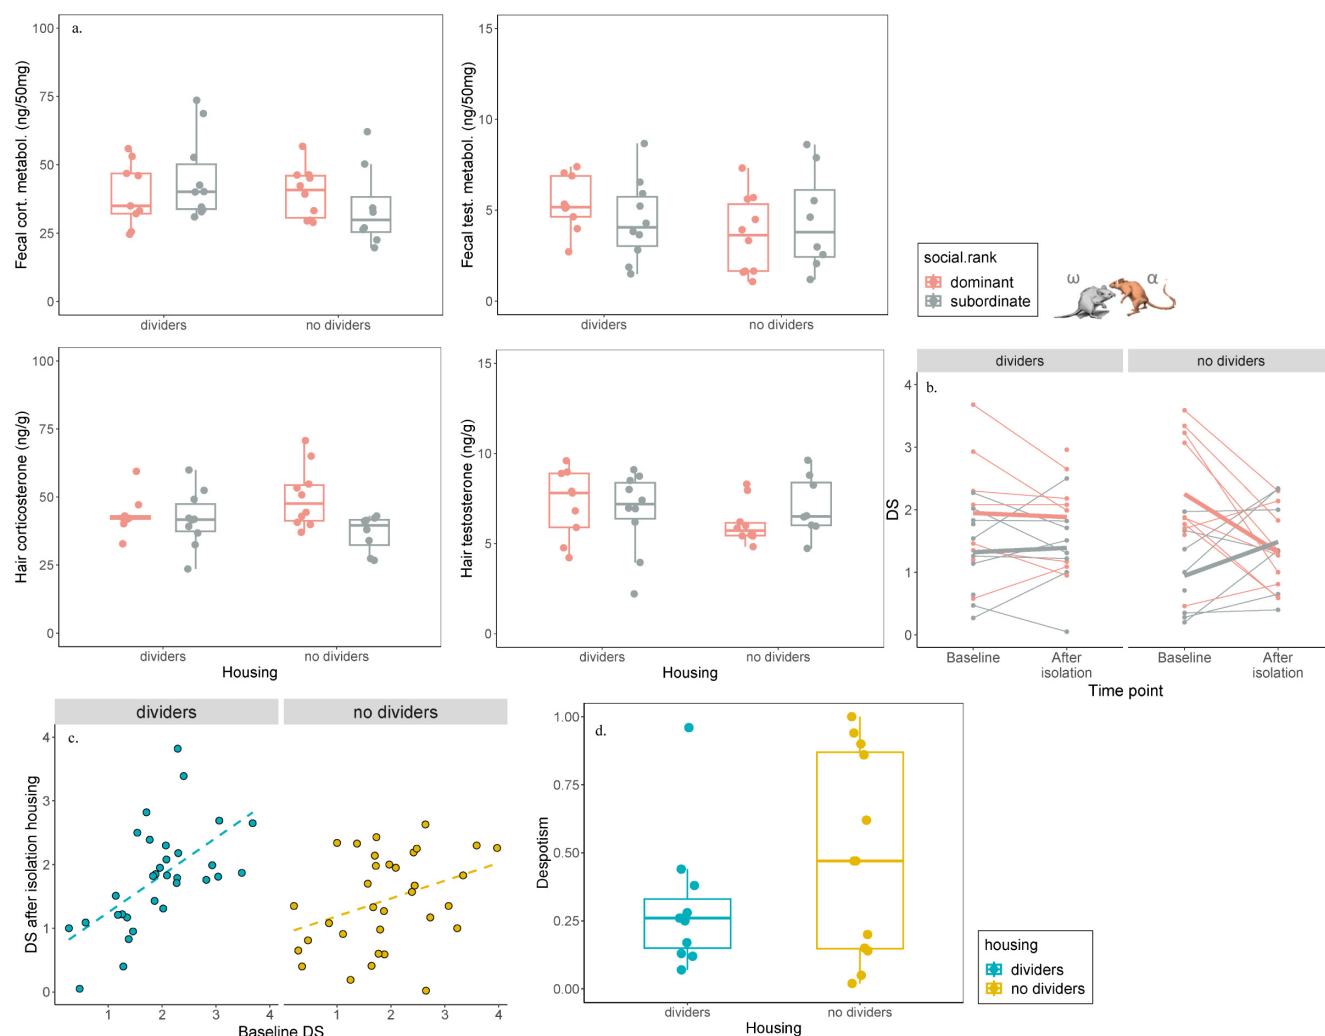 a.
Fecal cort. metabol. (ng/50mg)
100
75
50
25
0
dividers
no dividers
Fecal test. metabol. (ng/50mg)
15
10
5
0
dividers
no dividers
social.rank
dominant
subordinate
ω
α
Hair corticosterone (ng/g)
100
75
50
25
0
dividers
no dividers
Housing
Hair testosterone (ng/g)
15
10
5
0
dividers
no dividers
Housing
dividers
no dividers
b.
DS
4
3
2
1
0
Baseline
After
isolation
Baseline
After
isolation
Time point
dividers
no dividers
c.
DS after isolation housing
4
3
2
1
0
1
2
3
4
1
2
3
4
Baseline DS
d.
Despotism
1.00
0.75
0.50
0.25
0.00
dividers
no dividers
Housing
housing
dividers
no dividers